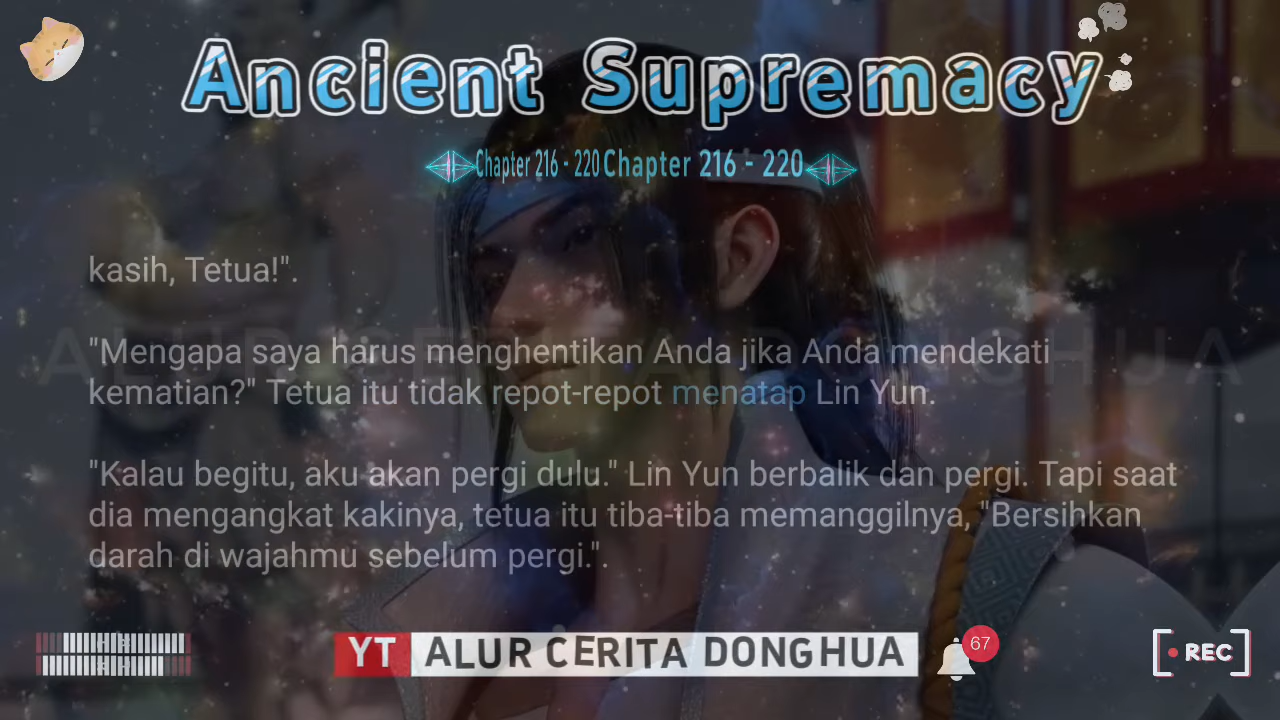 Ancient Supremacy
Chapter 216 - 220 Chapter 216 - 220
kasih, Tetua!".
"Mengapa saya harus menghentikan Anda jika Anda mendekati
kematian?" Tetua itu tidak repot-repot menatap Lin Yun.
"Kalau begitu, aku akan pergi dulu." Lin Yun berbalik dan pergi. Tapi saat
dia mengangkat kakinya, tetua itu tiba-tiba memanggilnya, "Bersihkan
darah di wajahmu sebelum pergi.".
YT ALUR CERITA DONGHUA
67
REC